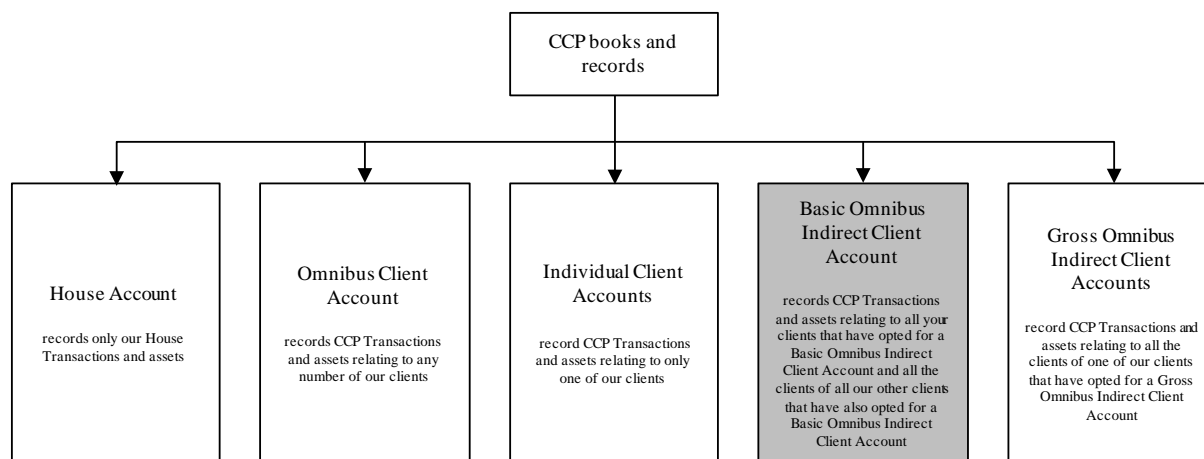 CCP books and
records
House Account
records only our House
Transactions and assets
Omnibus Client
Account
records CCP Transactions
and assets relating to any
number of our clients
Individual Client
Accounts
record CCP Transactions
and assets relating to only
one of our clients
Basic Omnibus
Indirect Client
Account
records CCP Transactions
and assets relating to all your
clients that have opted for a
Basic Omnibus Indirect
Client Account and all the
clients of all our other clients
that have also opted for a
Basic Omnibus Indirect
Client Account
Gross Omnibus
Indirect Client
Accounts
record CCP Transactions and
assets relating to all the
clients of one of our clients
that have opted for a Gross
Omnibus Indirect Client
Account